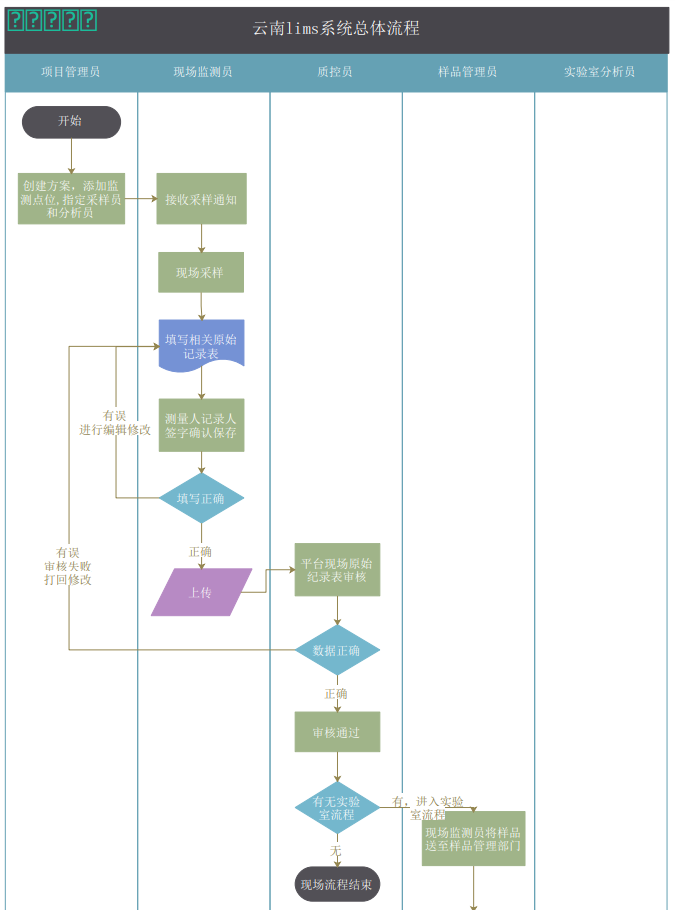 云南lims系统总体流程
项目管理员
现场监测员
质控员
样品管理员
实验室分析员
开始
创建方案，添加监
测点位,指定采样员
和分析员
接收采样通知
现场采样
填写相关原始
记录表
有误
进行编辑修改
测量人记录人
签字确认保存
填写正确
正确
有误
审核失败
打回修改
上传
平台现场原始
纪录表审核
数据正确
正确
审核通过
有无实验
室流程
有，进入实验
室流程
现场监测员将样品
送至样品管理部门
无
现场流程结束